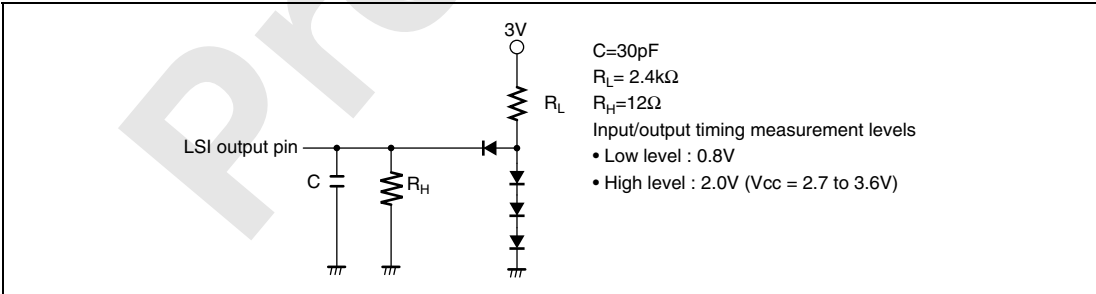 3V
C=30pF
RL= 2.4kΩ
RL
RH=12Ω
Input/output timing measurement levels
LSI output pin
• Low level : 0.8V
C
RH
• High level : 2.0V (Vcc = 2.7 to 3.6V)